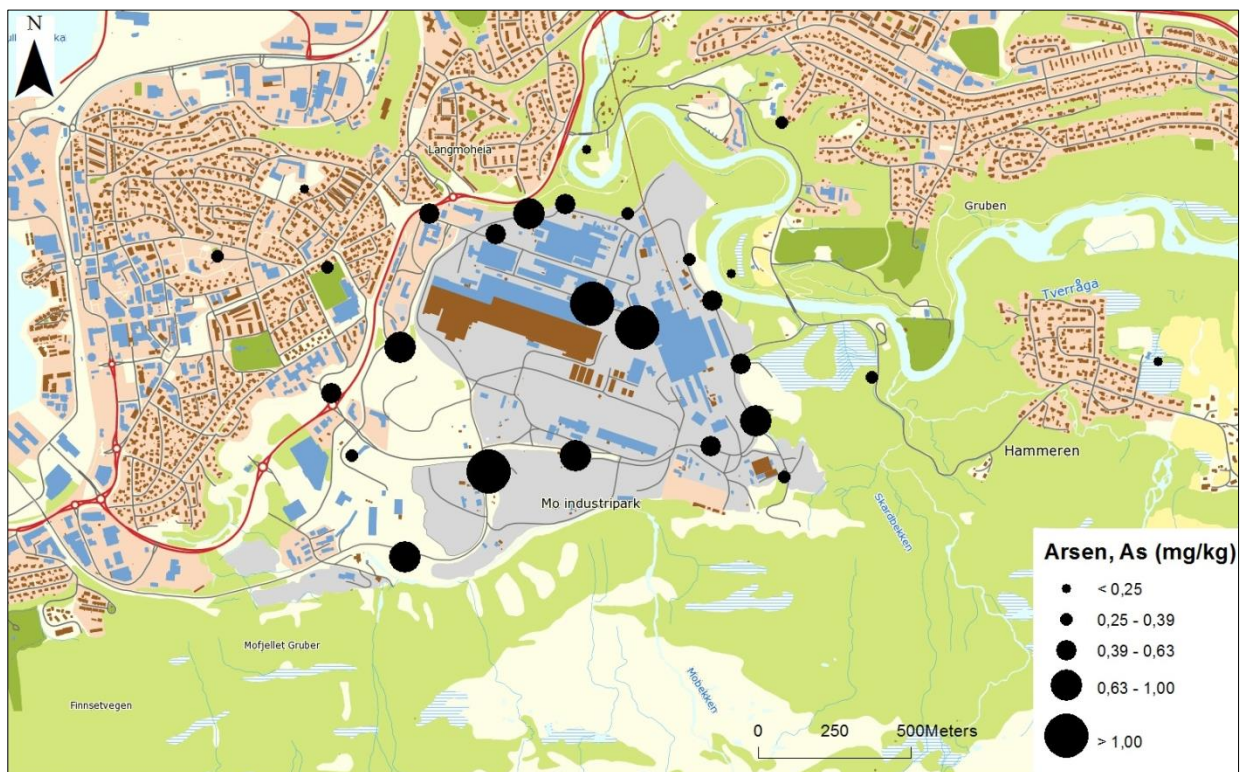 N
Langmoheia
Gruben
Tverråga
Hammeren
Skardbekken
Mo industripark
Mofjellet Gruber
Mobekken
Finnsetvegen
Arsen, As (mg/kg)
< 0,25
0,25 - 0,39
0,39 - 0,63
0,63 - 1,00
> 1,00
0 250 500Meters